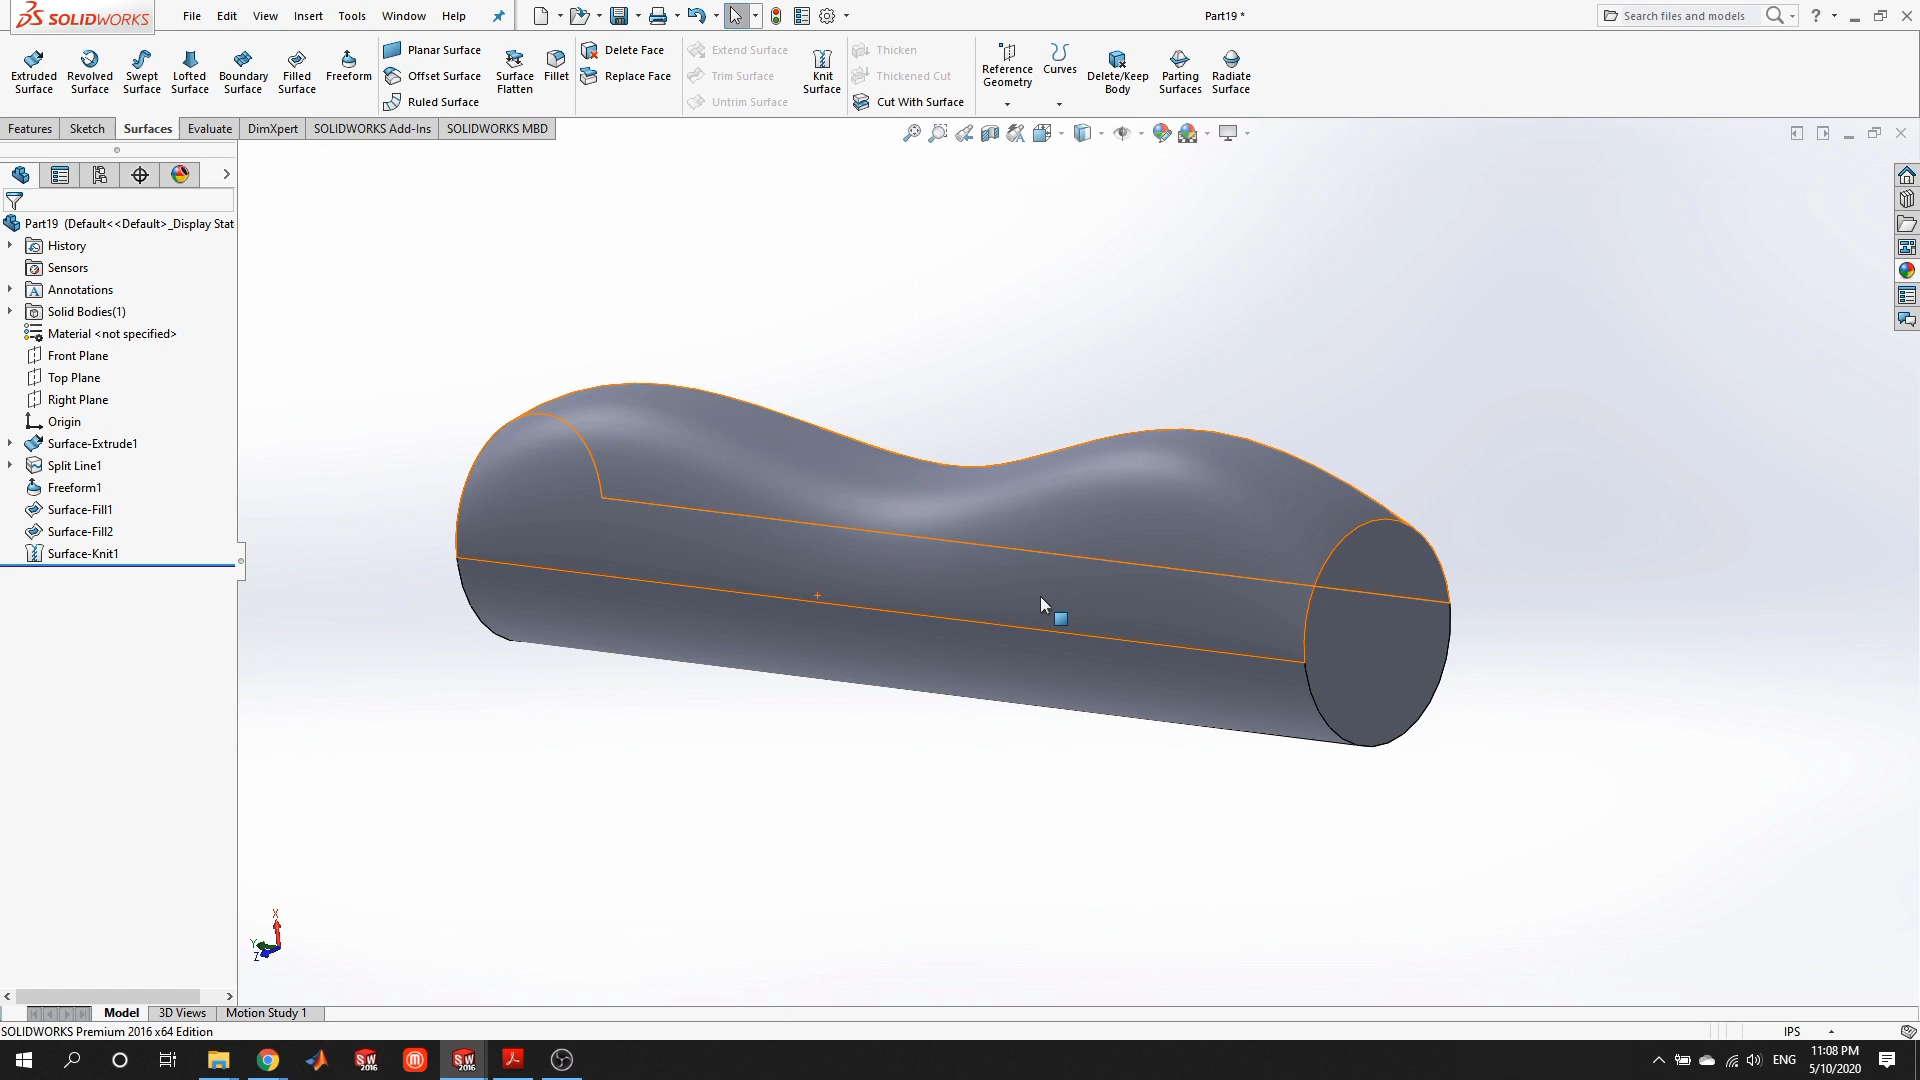 SOLIDWORKS
File Edit View Insert Tools Window Help
Part19 *
Search files and models
Extruded Surface
Revolved Surface
Swept Surface
Lofted Surface
Boundary Surface
Filled Surface
Freeform
Planar Surface
Offset Surface
Ruled Surface
Surface Flatten
Fillet
Delete Face
Replace Face
Extend Surface
Trim Surface
Untrim Surface
Knit Surface
Thicken
Thickened Cut
Cut With Surface
Reference Geometry
Curves
Delete/Keep Body
Parting Surfaces
Radiate Surface
Features Sketch Surfaces Evaluate DimXpert SOLIDWORKS Add-Ins SOLIDWORKS MBD
Part19 (Default<<Default>_Display Stat
History
Sensors
Annotations
Solid Bodies(1)
Material <not specified>
Front Plane
Top Plane
Right Plane
Origin
Surface-Extrude1
Split Line1
Freeform1
Surface-Fill1
Surface-Fill2
Surface-Knit1
X
Y
Z
Model 3D Views Motion Study 1
SOLIDWORKS Premium 2016 x64 Edition
IPS
SW 2016
SW 2016
ENG
11:08 PM
5/10/2020